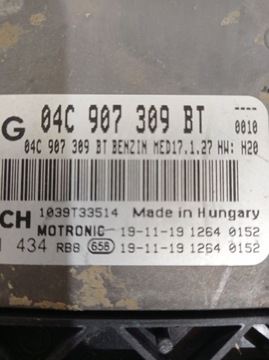 G 04C 907 309 BT 0010
04C 907 309 BT BENZIN MED17.1.27 HW: H20
CH 1039T33514 Made in Hungary
MOTRONIC 19-11-19 1264 0152
434 RB8 658 19-11-19 1264 0152